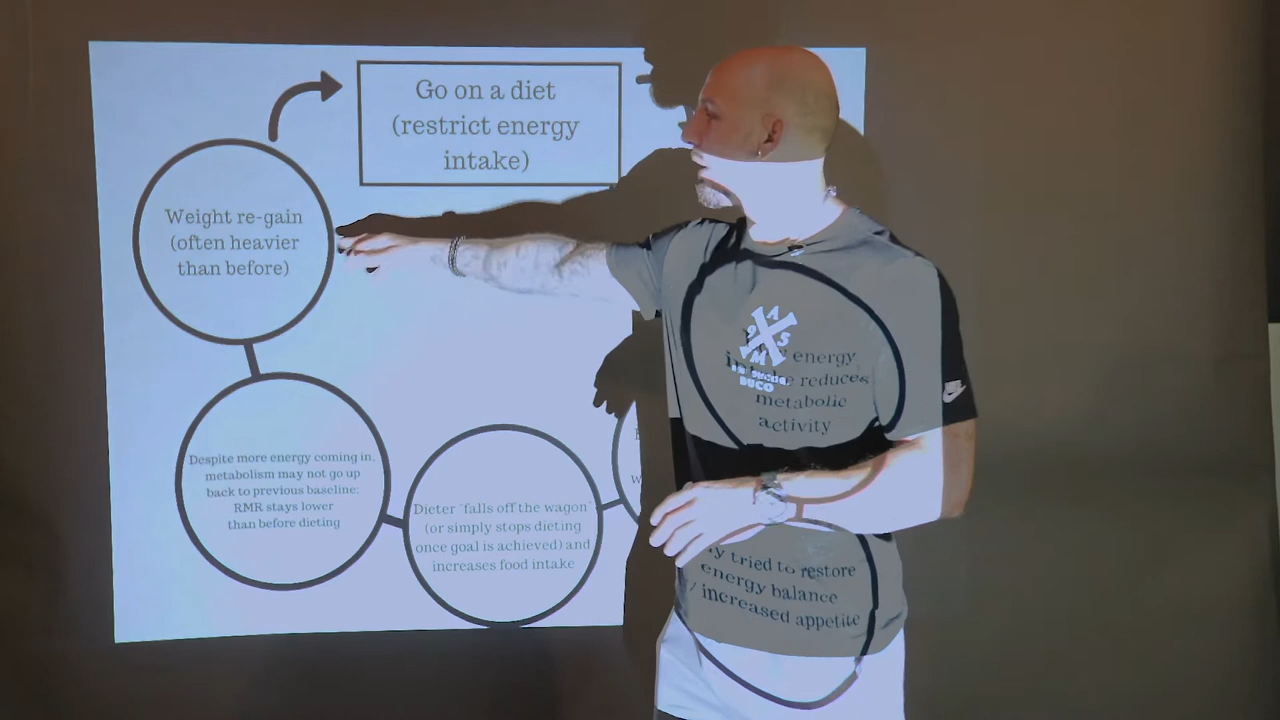 Go on a diet
(restrict energy
intake)
Weight re-gain
(often heavier
than before)
energy
reduces
metabolic
activity
Despite more energy coming in,
metabolism may not go up
back to previous baseline:
RMR stays lower
than before dieting
Dieter "falls off the wagon"
(or simply stops dieting
once goal is achieved) and
increases food intake
tried to restore
energy balance
increased appetite
BUCO